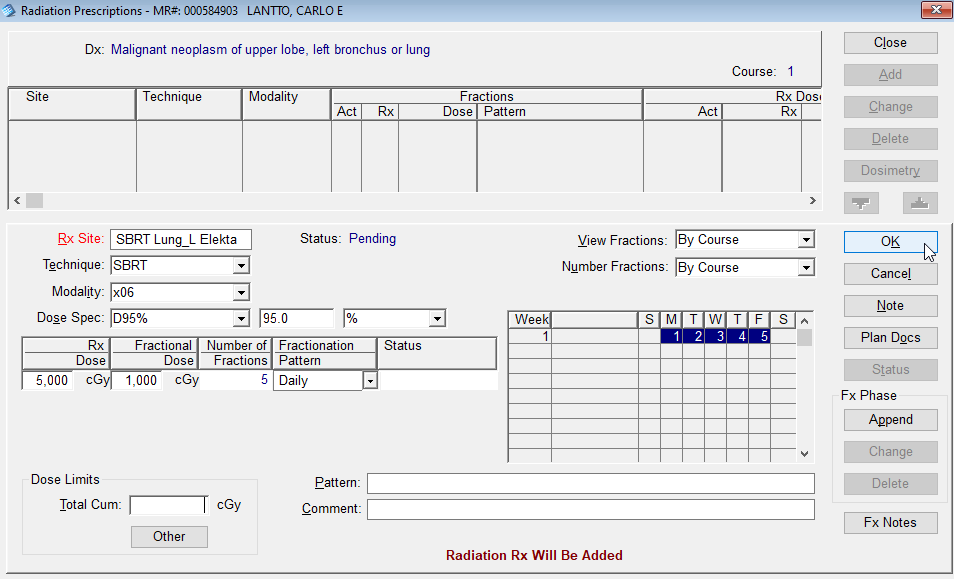 Radiation Prescriptions - MR#: 000584903   LANTTO, CARLO E
Dx: Malignant neoplasm of upper lobe, left bronchus or lung
Course: 1
Site Technique Modality Fractions Rx Dose
Act Rx Dose Pattern Act Rx
Close
Add
Change
Delete
Dosimetry
Rx Site: SBRT Lung_L Elekta
Status: Pending
Technique: SBRT
Modality: x06
Dose Spec: D95% 95.0 %
View Fractions: By Course
Number Fractions: By Course
Rx Dose Fractional Dose Number of Fractions Fractionation Pattern Status
5,000 cGy 1,000 cGy 5 Daily
Week S M T W T F S
1 1 2 3 4 5
OK
Cancel
Note
Plan Docs
Status
Fx Phase
Append
Change
Delete
Fx Notes
Dose Limits
Total Cum: cGy
Other
Pattern:
Comment:
Radiation Rx Will Be Added